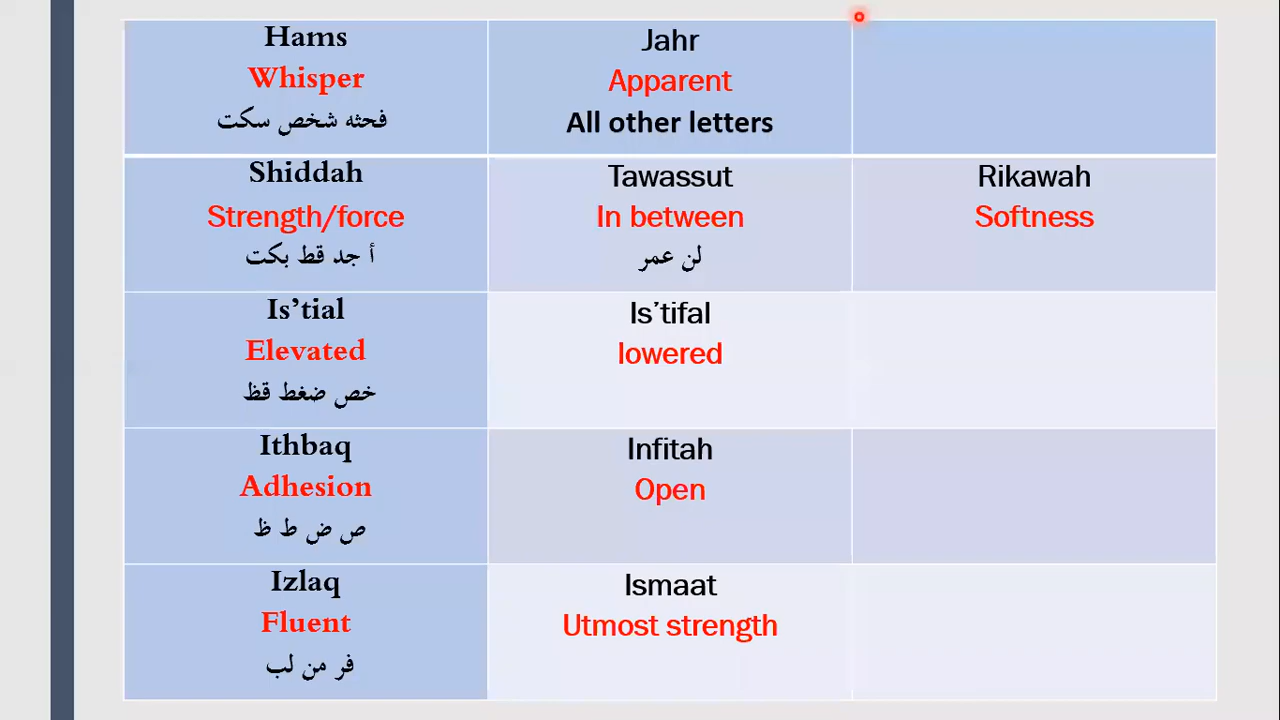 Hams
Whisper
فحثه شخص سكت
Jahr
Apparent
All other letters
Shiddah
Strength/force
أ جد قط بكت
Tawassut
In between
لن عمر
Rikawah
Softness
Is’tial
Elevated
خص ضغط قظ
Is’tifal
lowered
Ithbaq
Adhesion
ص ض ط ظ
Infitah
Open
Izlaq
Fluent
فر من لب
Ismaat
Utmost strength